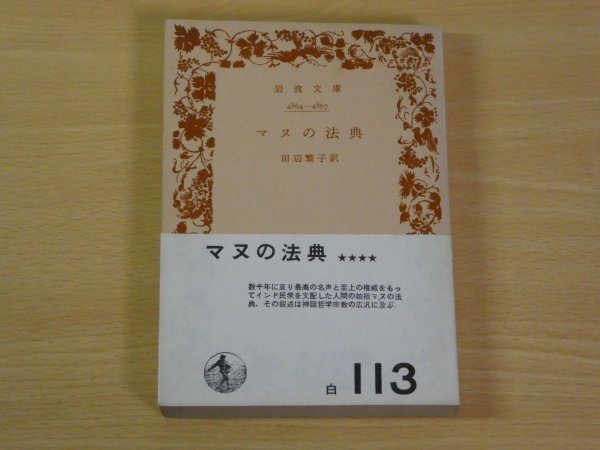 岩波文庫
4864—4867
マヌの法典
田辺繁子訳
マヌの法典 ★★★★
数千年に亘り最高の名声と至上の権威をもっ
てインド民衆を支配した人間の始祖マヌの法
典。その叙述は神話哲学宗教の広汎に及ぶ
白 113